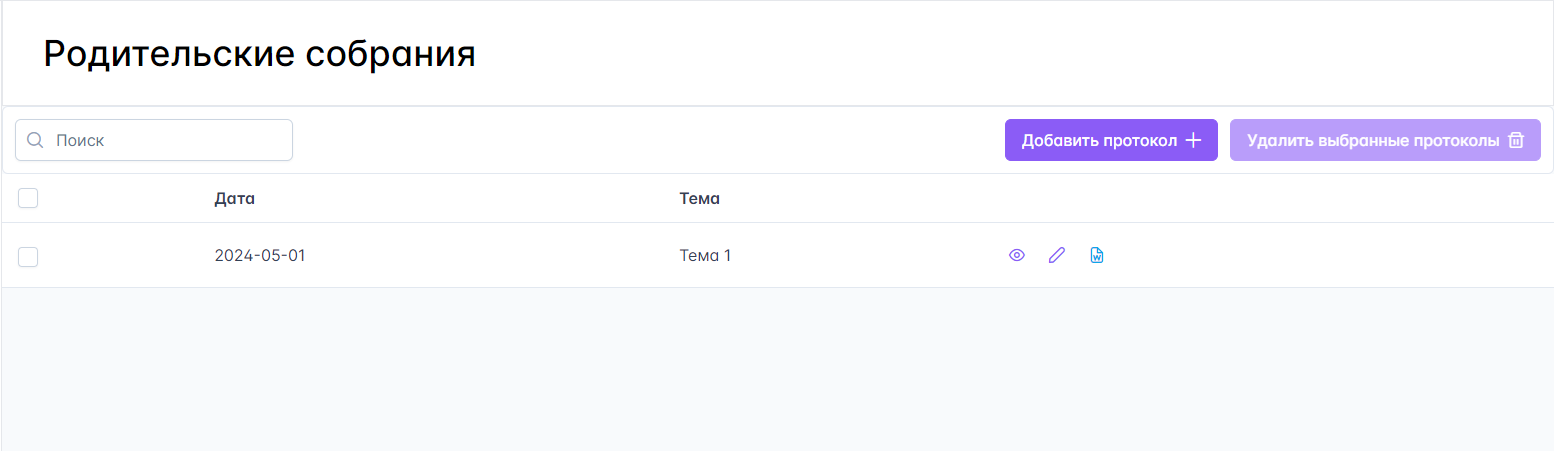 Родительские собрания
Поиск
Добавить протокол
Удалить выбранные протоколы
Дата Тема
2024-05-01 Тема 1